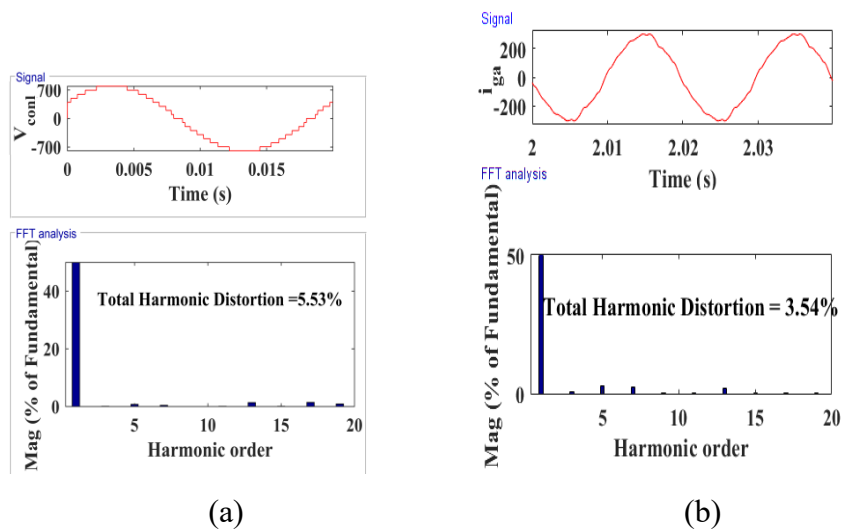 Signal
V_conl
700
0
-700
0
0.005
0.01
0.015
Time (s)
FFT analysis
Mag (% of Fundamental)
40
20
0
Total Harmonic Distortion =5.53%
5
10
15
20
Harmonic order
(a)
Signal
i_ga
200
0
-200
2
2.01
2.02
2.03
Time (s)
FFT analysis
Mag (% of Fundamental)
50
0
Total Harmonic Distortion = 3.54%
5
10
15
20
Harmonic order
(b)